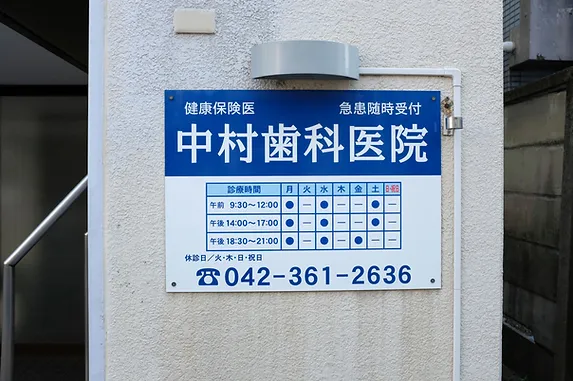 健康保険医 急患随時受付
中村歯科医院
診療時間 月 火 水 木 金 土 日・祝日
午前 9:30〜12:00 ● — ● — — ● —
午後 14:00〜17:00 ● — ● — — ● —
午後 18:30〜21:00 ● — ● — ● — —
休診日/火・木・日・祝日
☎042-361-2636